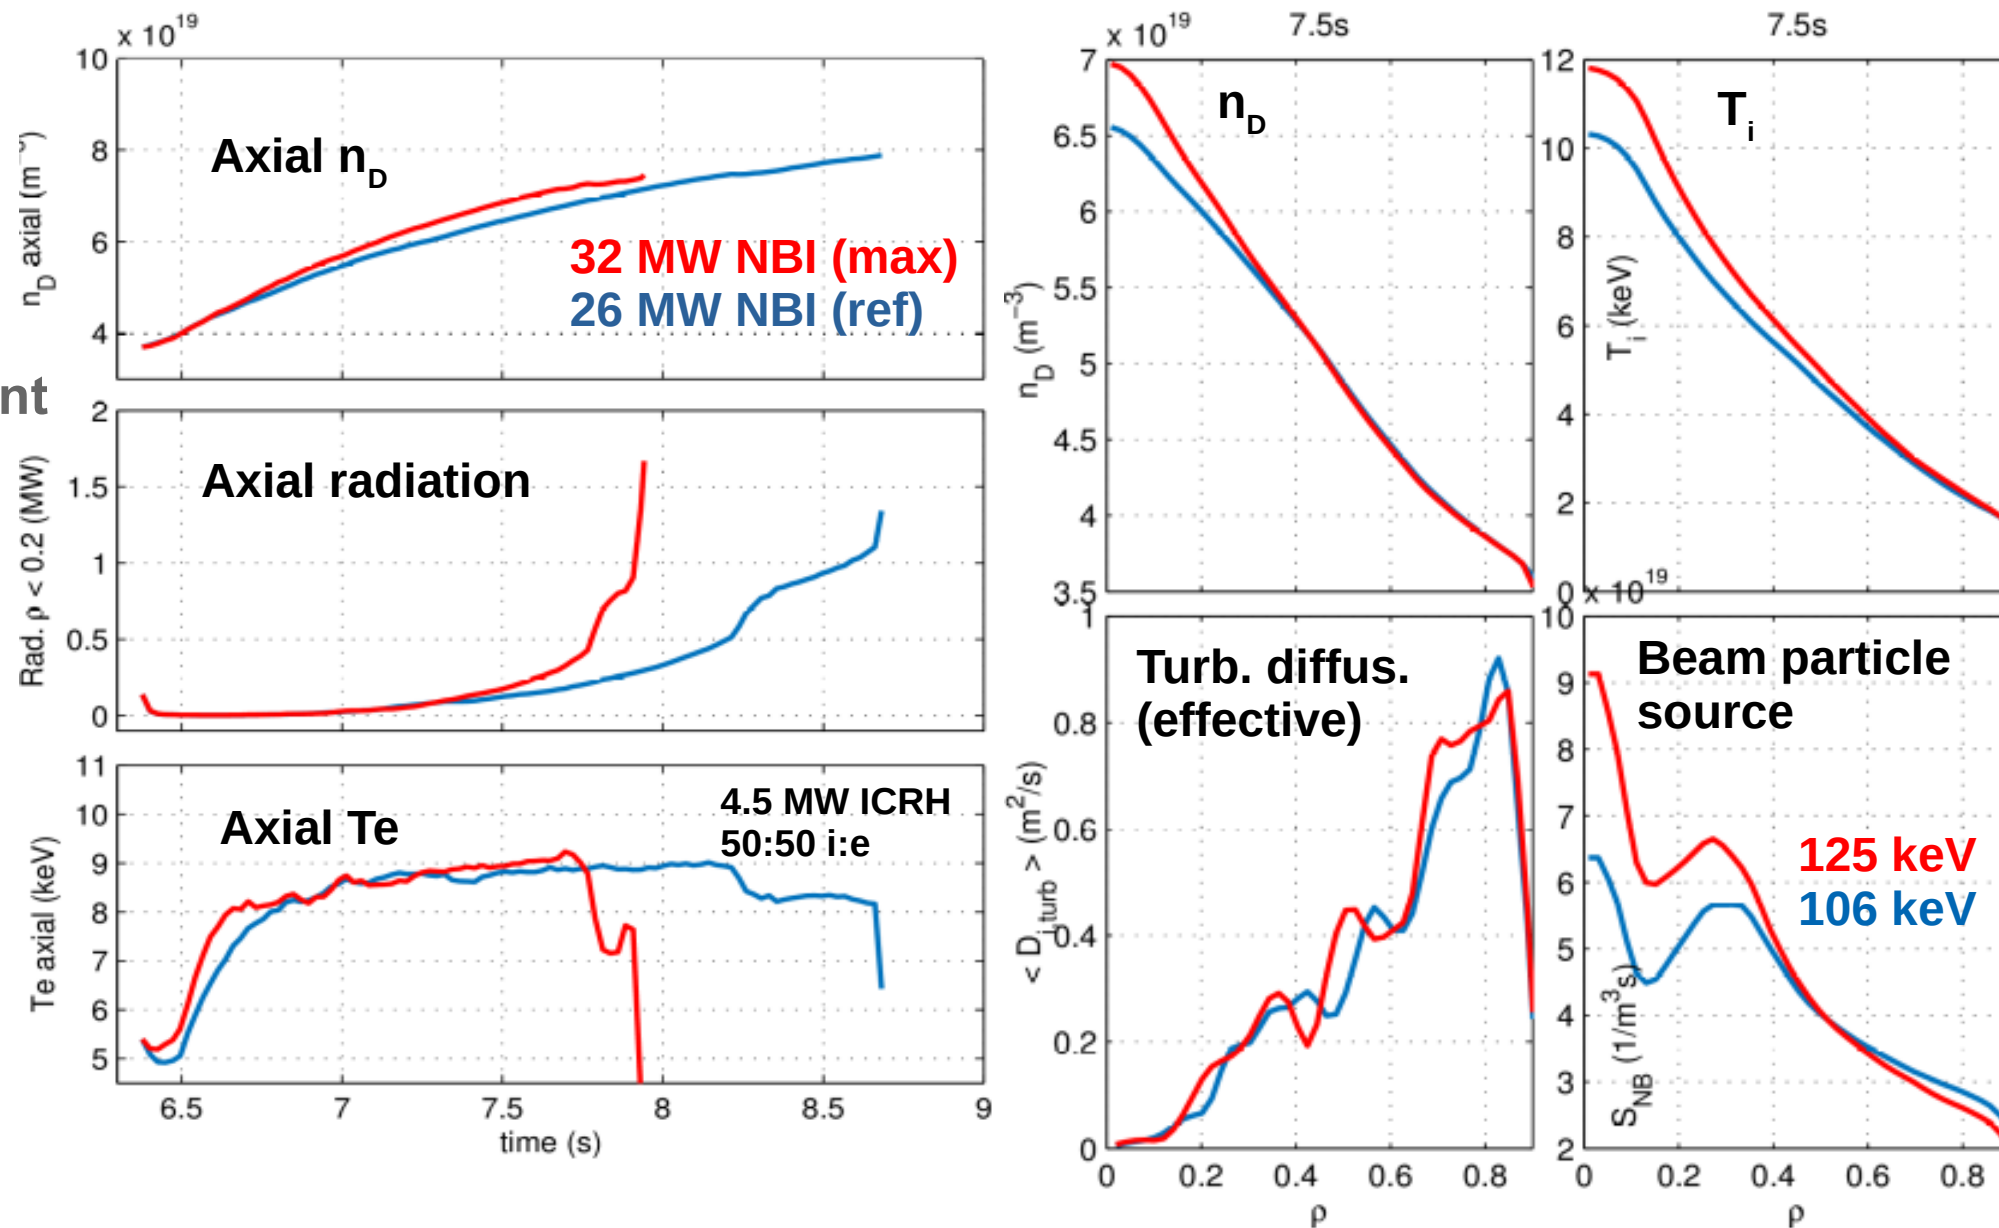 x 10^19
10
8
6
4
n_D axial (m^-3)
Axial n_D
32 MW NBI (max)
26 MW NBI (ref)
nt
2
1.5
1
0.5
0
Rad. ρ < 0.2 (MW)
Axial radiation
11
10
9
8
7
6
5
Te axial (keV)
Axial Te
4.5 MW ICRH
50:50 i:e
6.5 7 7.5 8 8.5 9
time (s)
x 10^19 7.5s
7
6.5
6
5.5
5
4.5
4
3.5
n_D (m^-3)
n_D
7.5s
12
10
8
6
4
2
0
T_i (keV)
T_i
1
0.8
0.6
0.4
0.2
0
< D_i,turb > (m^2/s)
Turb. diffus.
(effective)
0 0.2 0.4 0.6 0.8
ρ
x 10^19
10
9
8
7
6
5
4
3
2
S_NB (1/m^3s)
Beam particle
source
125 keV
106 keV
0 0.2 0.4 0.6 0.8
ρ